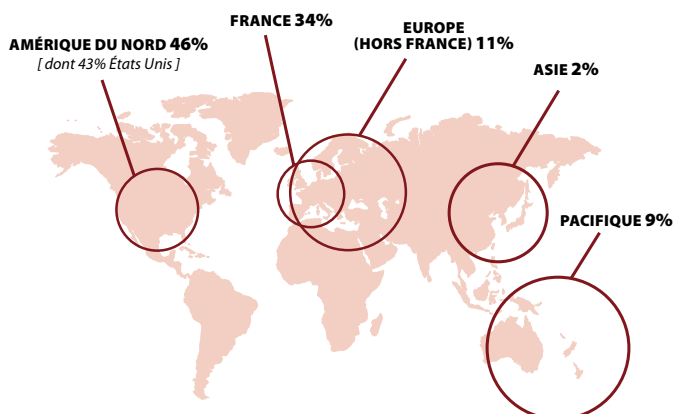 FRANCE 34%
EUROPE
(HORS FRANCE) 11%
AMÉRIQUE DU NORD 46%
[ dont 43% États Unis ]
ASIE 2%
PACIFIQUE 9%